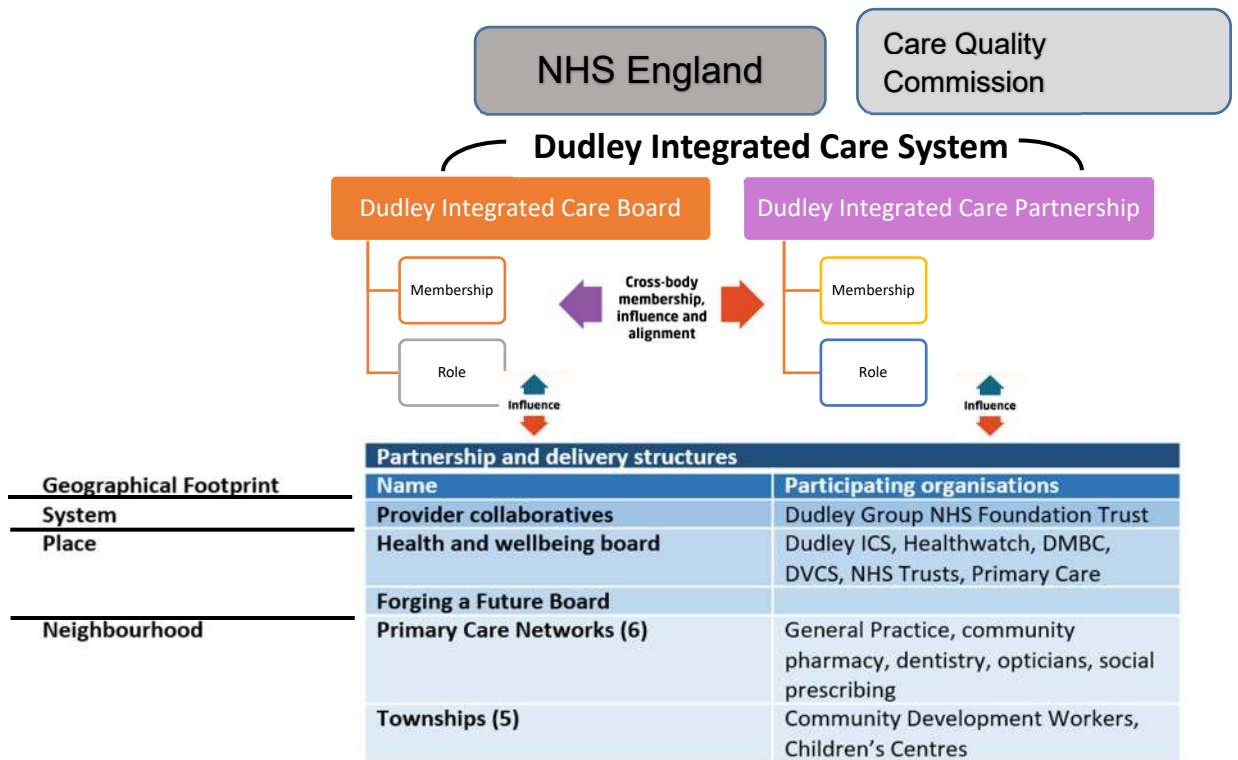 NHS England
Care Quality
Commission
Dudley Integrated Care System
Dudley Integrated Care Board
Dudley Integrated Care Partnership
Membership
Cross-body
membership,
influence and
alignment
Membership
Role
Role
Influence
Influence
Partnership and delivery structures
Geographical Footprint
Name
Participating organisations
System
Provider collaboratives
Dudley Group NHS Foundation Trust
Place
Health and wellbeing board
Dudley ICS, Healthwatch, DMBC,
DVCS, NHS Trusts, Primary Care
Forging a Future Board
Neighbourhood
Primary Care Networks (6)
General Practice, community
pharmacy, dentistry, opticians, social
prescribing
Townships (5)
Community Development Workers,
Children’s Centres